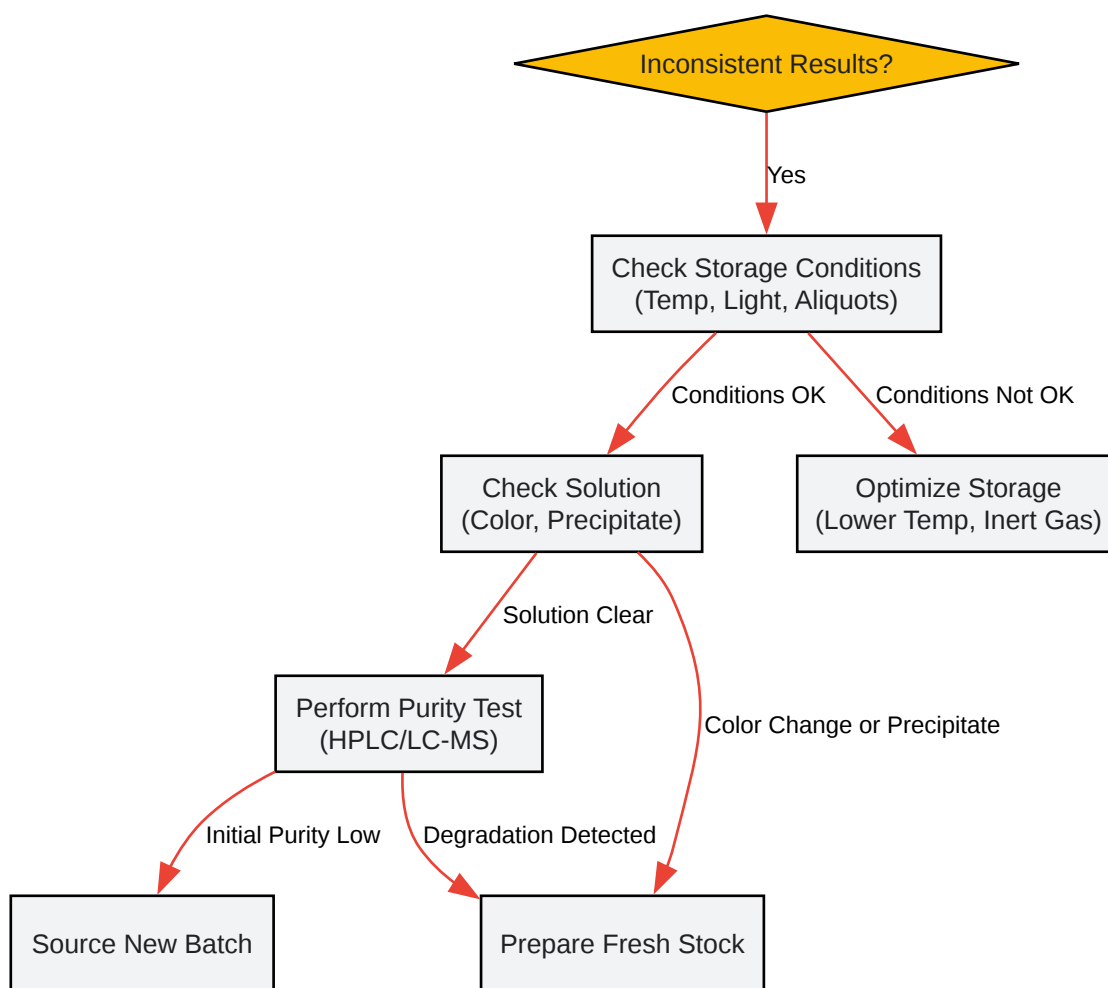 Inconsistent Results?
Yes
Check Storage Conditions
(Temp, Light, Aliquots)
Conditions OK
Conditions Not OK
Check Solution
(Color, Precipitate)
Optimize Storage
(Lower Temp, Inert Gas)
Solution Clear
Perform Purity Test
(HPLC/LC-MS)
Color Change or Precipitate
Initial Purity Low
Degradation Detected
Source New Batch
Prepare Fresh Stock